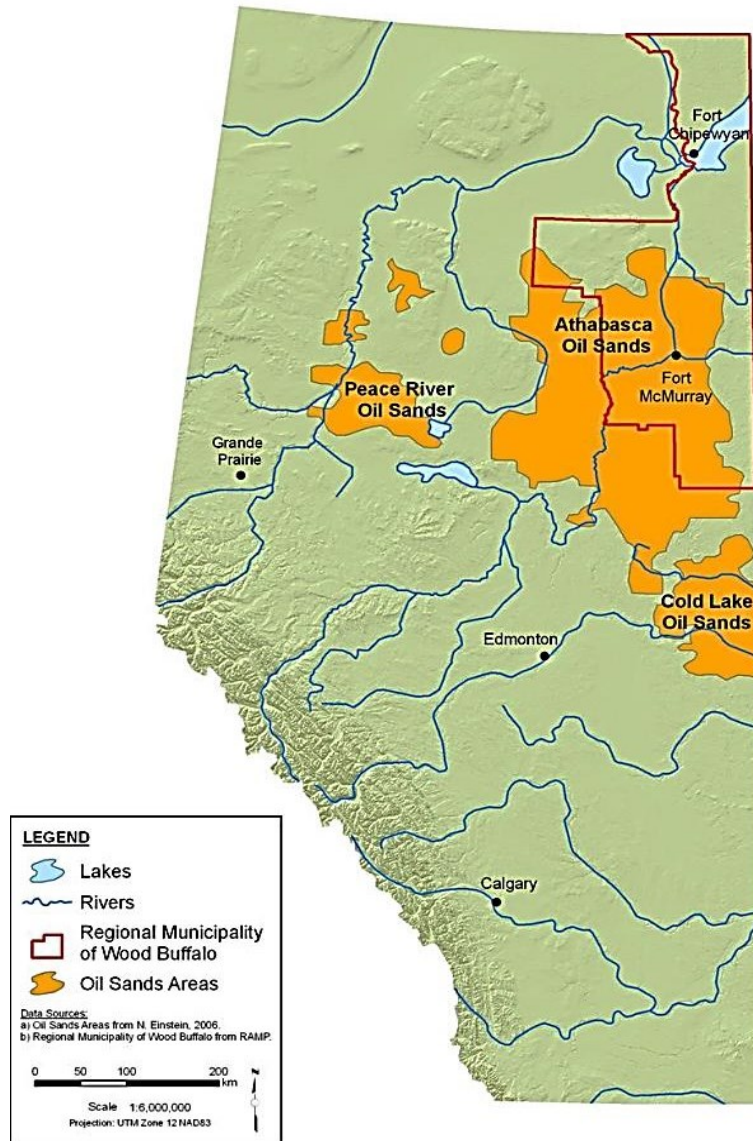 Fort
Chipewyan
Athabasca
Oil Sands
Peace River
Oil Sands
Fort
McMurray
Grande
Prairie
Cold Lake
Oil Sands
Edmonton
Calgary
LEGEND
Lakes
Rivers
Regional Municipality
of Wood Buffalo
Oil Sands Areas
Data Sources:
a) Oil Sands Areas from N. Einstein, 2006.
b) Regional Municipality of Wood Buffalo from RAMP.
0 50 100 200
km
N
Scale 1:6,000,000
Projection: UTM Zone 12 NAD83